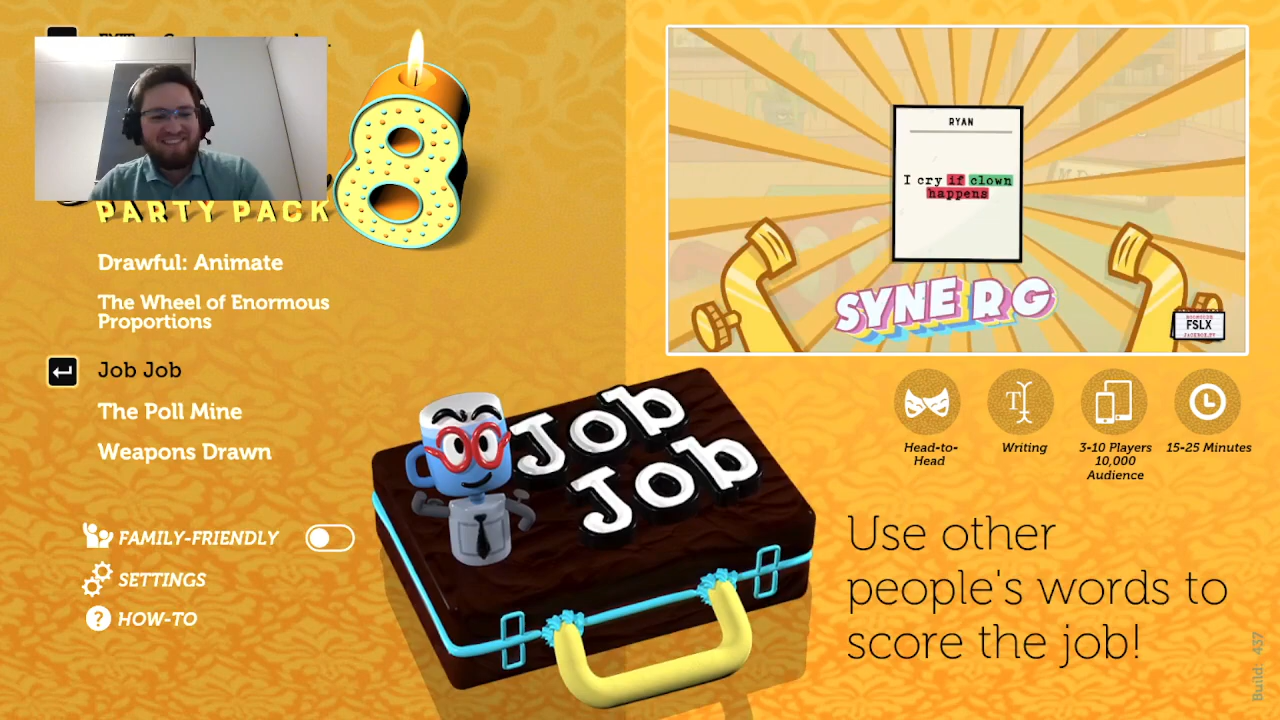 PARTY PACK
8
Drawful: Animate
The Wheel of Enormous
Proportions
Job Job
The Poll Mine
Weapons Drawn
FAMILY-FRIENDLY
SETTINGS
? HOW-TO
Job
Job
RYAN
I cry if clown
happens
SYNERG
FSLX
Head-to-
Head
Writing
3-10 Players
10,000
Audience
15-25 Minutes
Use other
people's words to
score the job!
Build: 437